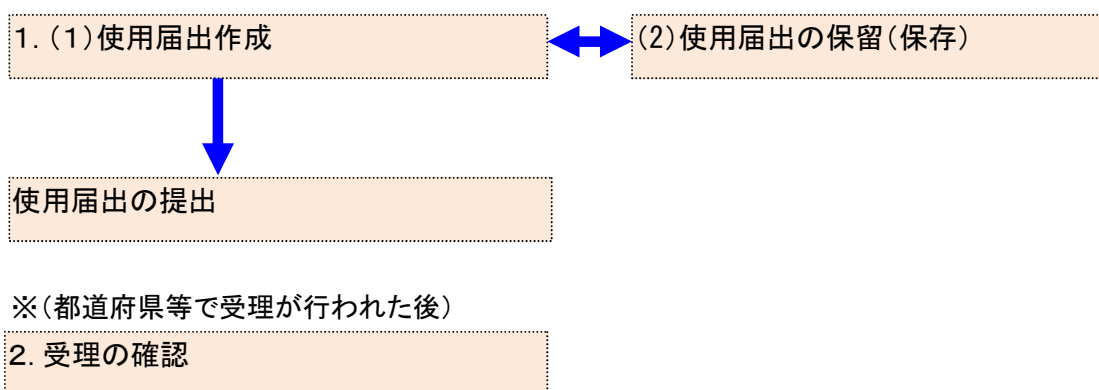 1.(1)使用届出作成
(2)使用届出の保留(保存)
使用届出の提出
※(都道府県等で受理が行われた後)
2.受理の確認